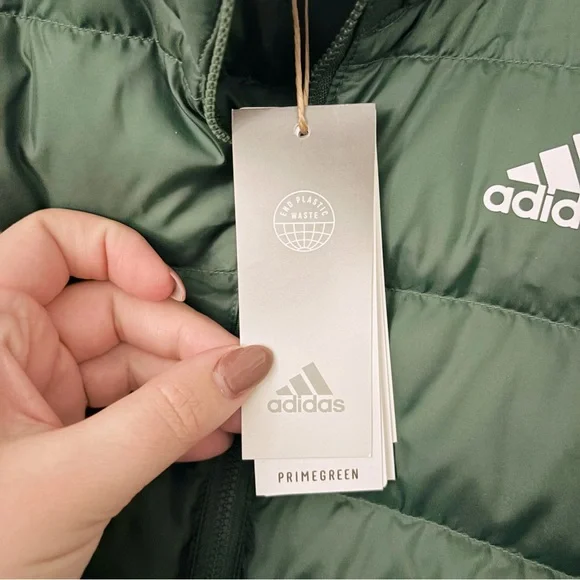 END PLASTIC
WASTE
adidas
PRIMEGREEN
adidas